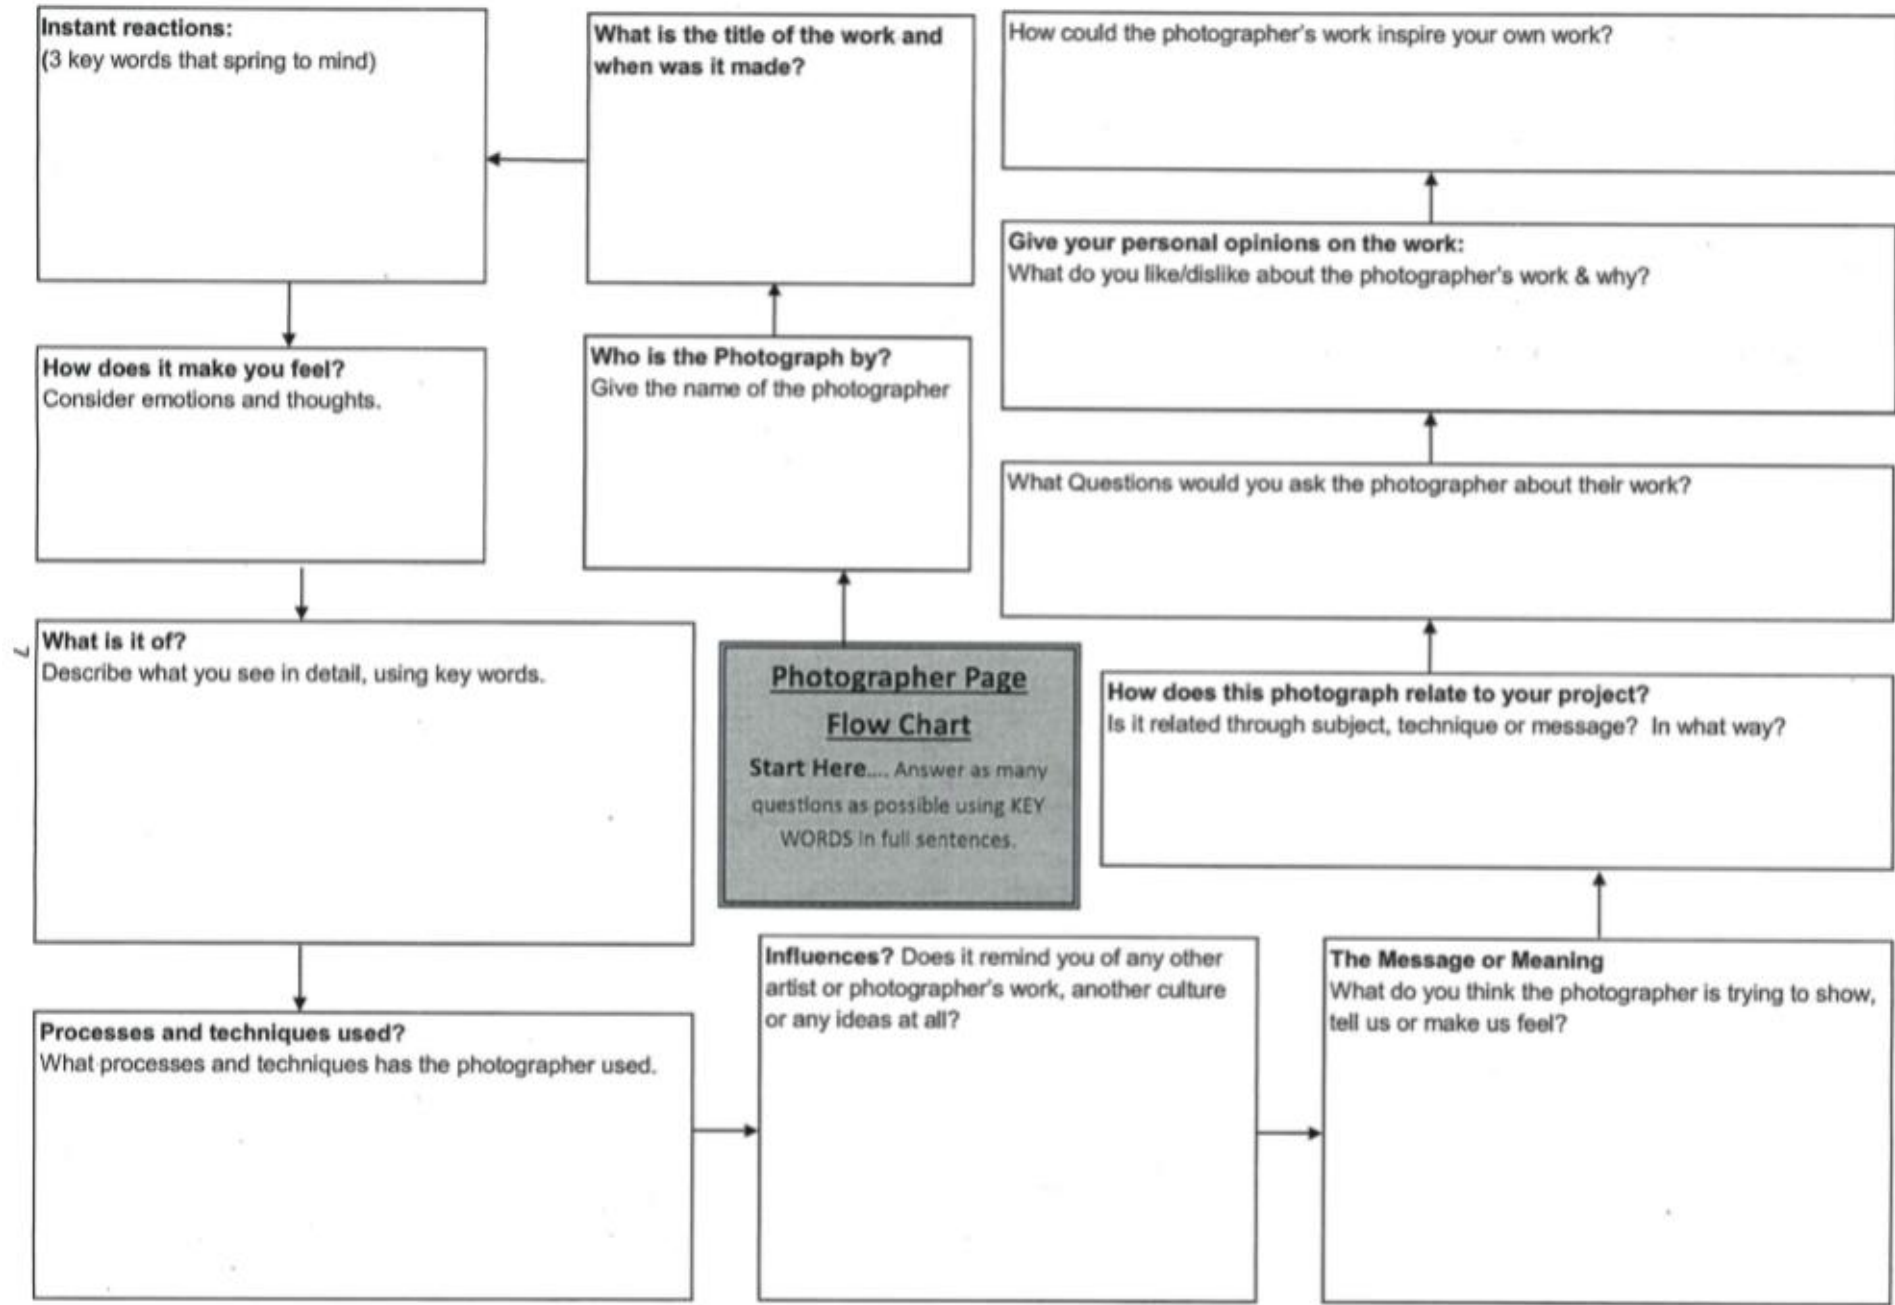 Instant reactions:
(3 key words that spring to mind)
What is the title of the work and
when was it made?
How could the photographer's work inspire your own work?
Give your personal opinions on the work:
What do you like/dislike about the photographer's work & why?
How does it make you feel?
Consider emotions and thoughts.
Who is the Photograph by?
Give the name of the photographer
What Questions would you ask the photographer about their work?
What is it of?
Describe what you see in detail, using key words.
Photographer Page
Flow Chart
Start Here.... Answer as many
questions as possible using KEY
WORDS in full sentences.
How does this photograph relate to your project?
Is it related through subject, technique or message? In what way?
Processes and techniques used?
What processes and techniques has the photographer used.
Influences? Does it remind you of any other
artist or photographer's work, another culture
or any ideas at all?
The Message or Meaning
What do you think the photographer is trying to show,
tell us or make us feel?